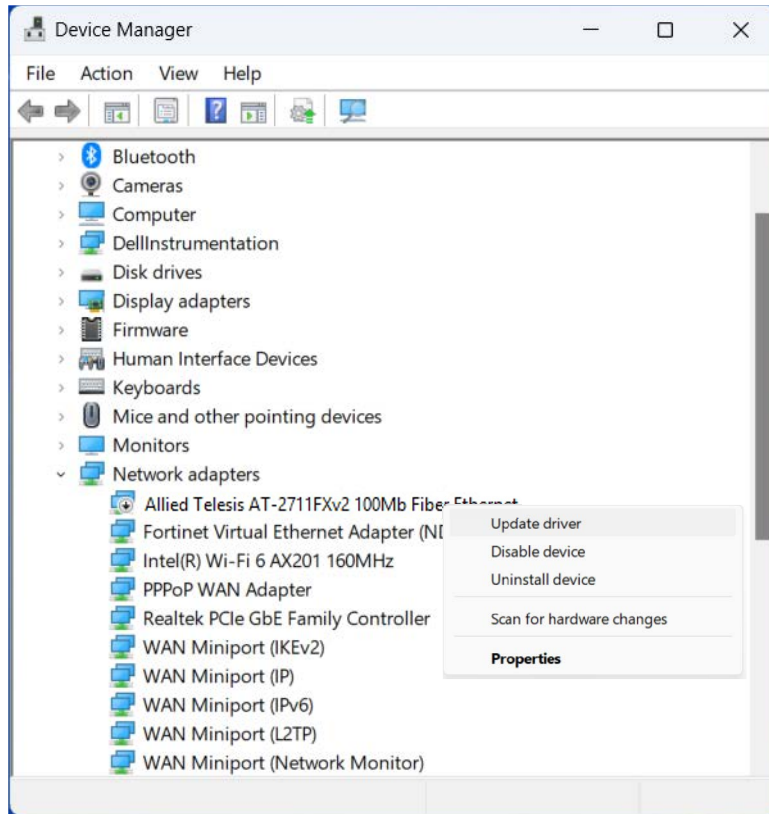 Device Manager
File Action View Help
Bluetooth
Cameras
Computer
DellInstrumentation
Disk drives
Display adapters
Firmware
Human Interface Devices
Keyboards
Mice and other pointing devices
Monitors
Network adapters
Allied Telesis AT-2711FXv2 100Mb Fiber Ethernet
Fortinet Virtual Ethernet Adapter
Intel(R) Wi-Fi 6 AX201 160MHz
PPPoP WAN Adapter
Realtek PCIe GbE Family Controller
WAN Miniport (IKEv2)
WAN Miniport (IP)
WAN Miniport (IPv6)
WAN Miniport (L2TP)
WAN Miniport (Network Monitor)
Update driver
Disable device
Uninstall device
Scan for hardware changes
Properties